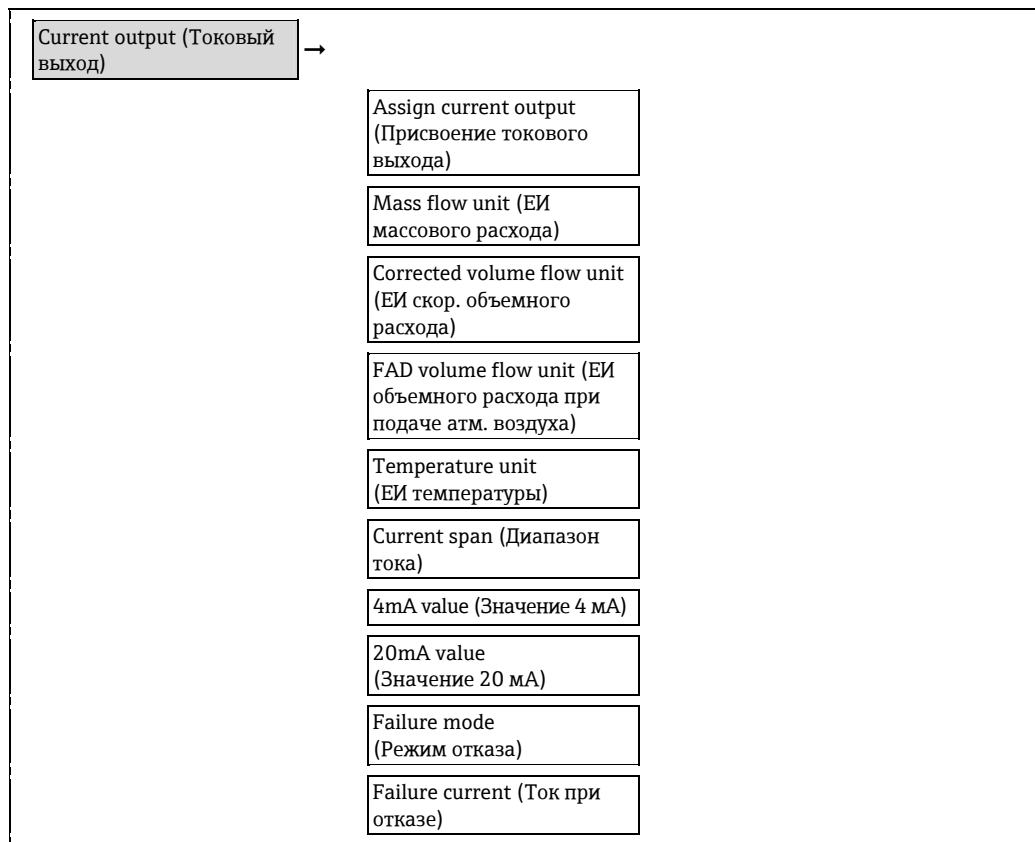 Current output (Токовый
выход)
→
Assign current output
(Присвоение токового
выхода)
Mass flow unit (ЕИ
массового расхода)
Corrected volume flow unit
(ЕИ скор. объемного
расхода)
FAD volume flow unit (ЕИ
объемного расхода при
подаче атм. воздуха)
Temperature unit
(ЕИ температуры)
Current span (Диапазон
тока)
4mA value (Значение 4 мА)
20mA value
(Значение 20 мА)
Failure mode
(Режим отказа)
Failure current (Ток при
отказе)